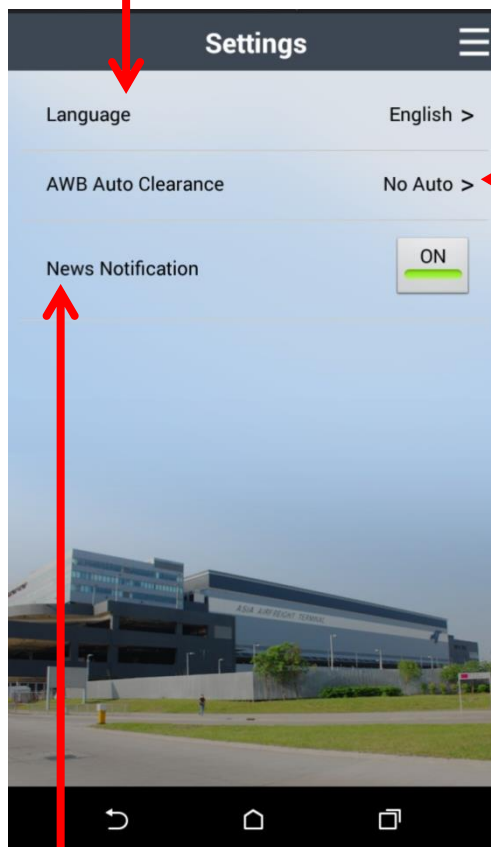 Settings
Language
English >
AWB Auto Clearance
No Auto >
News Notification
ON
ASIA AIRFREIGHT TERMINAL